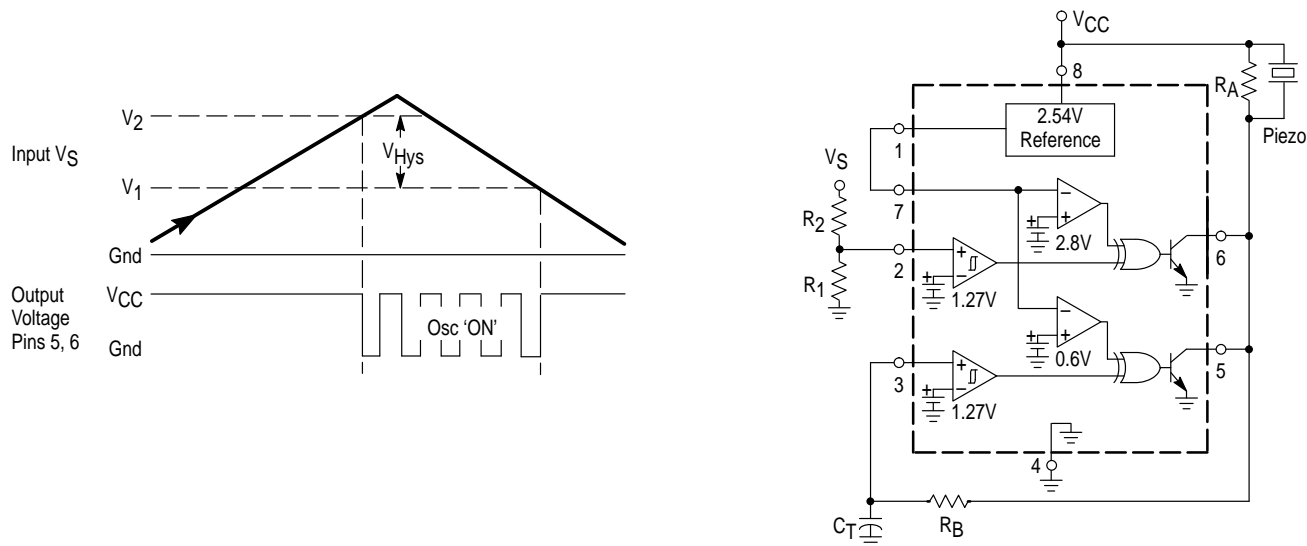 V2
Input VS
VHys
V1
Gnd
Output
Voltage
Pins 5, 6
VCC
Osc 'ON'
Gnd
VCC
8
2.54V
Reference
RA
Piezo
1
VS
7
R2
2.8V
6
2
R1
1.27V
0.6V
5
3
1.27V
4
CT
RB